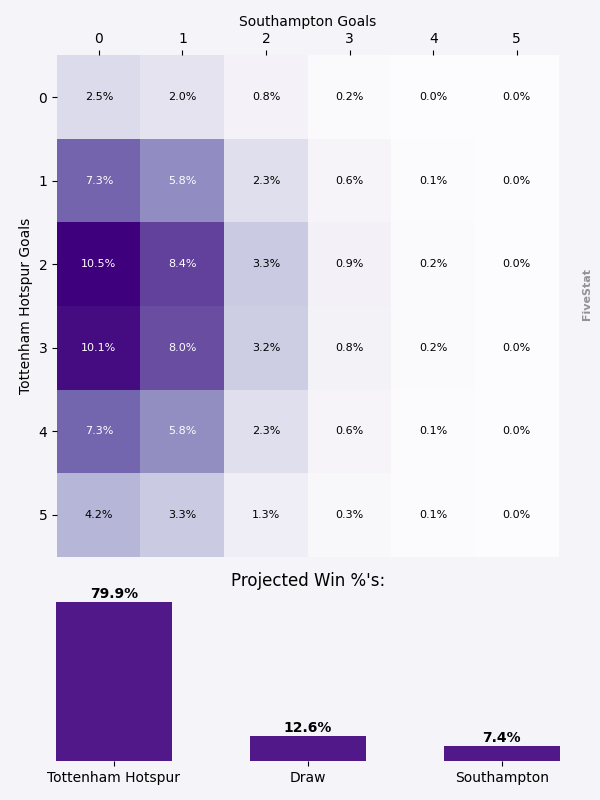 Southampton Goals
0 1 2 3 4 5
0 2.5% 2.0% 0.8% 0.2% 0.0% 0.0%
1 7.3% 5.8% 2.3% 0.6% 0.1% 0.0%
2 10.5% 8.4% 3.3% 0.9% 0.2% 0.0%
3 10.1% 8.0% 3.2% 0.8% 0.2% 0.0%
4 7.3% 5.8% 2.3% 0.6% 0.1% 0.0%
5 4.2% 3.3% 1.3% 0.3% 0.1% 0.0%
Tottenham Hotspur Goals
FiveStat
Projected Win %'s:
79.9%
12.6%
7.4%
Tottenham Hotspur Draw Southampton